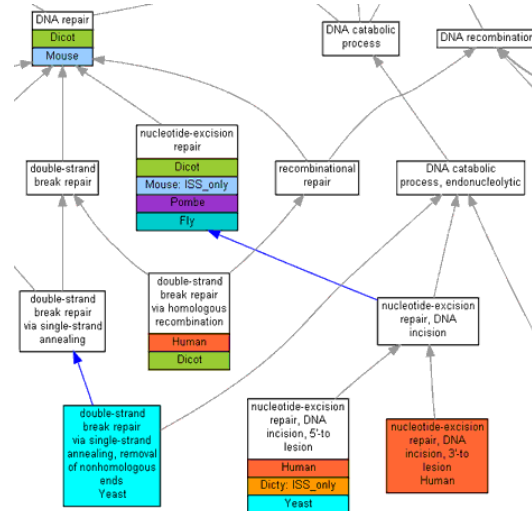 DNA repair
Dicot
Mouse
DNA catabolic
process
DNA recombination
nucleotide-excision
repair
Dicot
Mouse: ISS_only
Pombe
Fly
double-strand
break repair
recombinational
repair
DNA catabolic
process, endonucleolytic
double-strand
break repair
via single-strand
annealing
double-strand
break repair
via homologous
recombination
Human
Dicot
nucleotide-excision
repair, DNA
incision
double-strand
break repair
via single-strand
annealing, removal
of nonhomologous
ends
Yeast
nucleotide-excision
repair, DNA
incision, 5'-to
lesion
Human
Dicty: ISS_only
Yeast
nucleotide-excision
repair, DNA
incision, 3'-to
lesion
Human